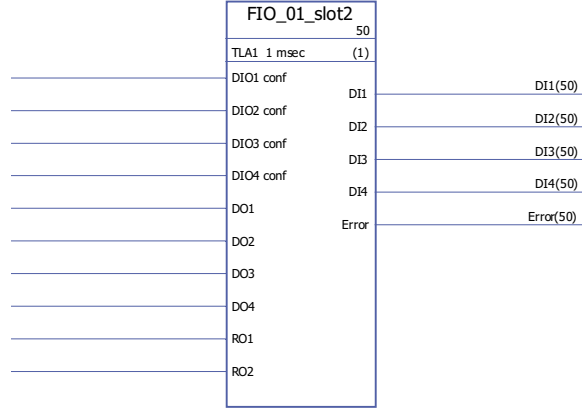 FIO_01_slot2
50
TLA1 1 msec (1)
DIO1 conf
DI1 DI1(50)
DIO2 conf
DI2 DI2(50)
DIO3 conf
DI3 DI3(50)
DIO4 conf
DI4 DI4(50)
DO1
Error Error(50)
DO2
DO3
DO4
RO1
RO2